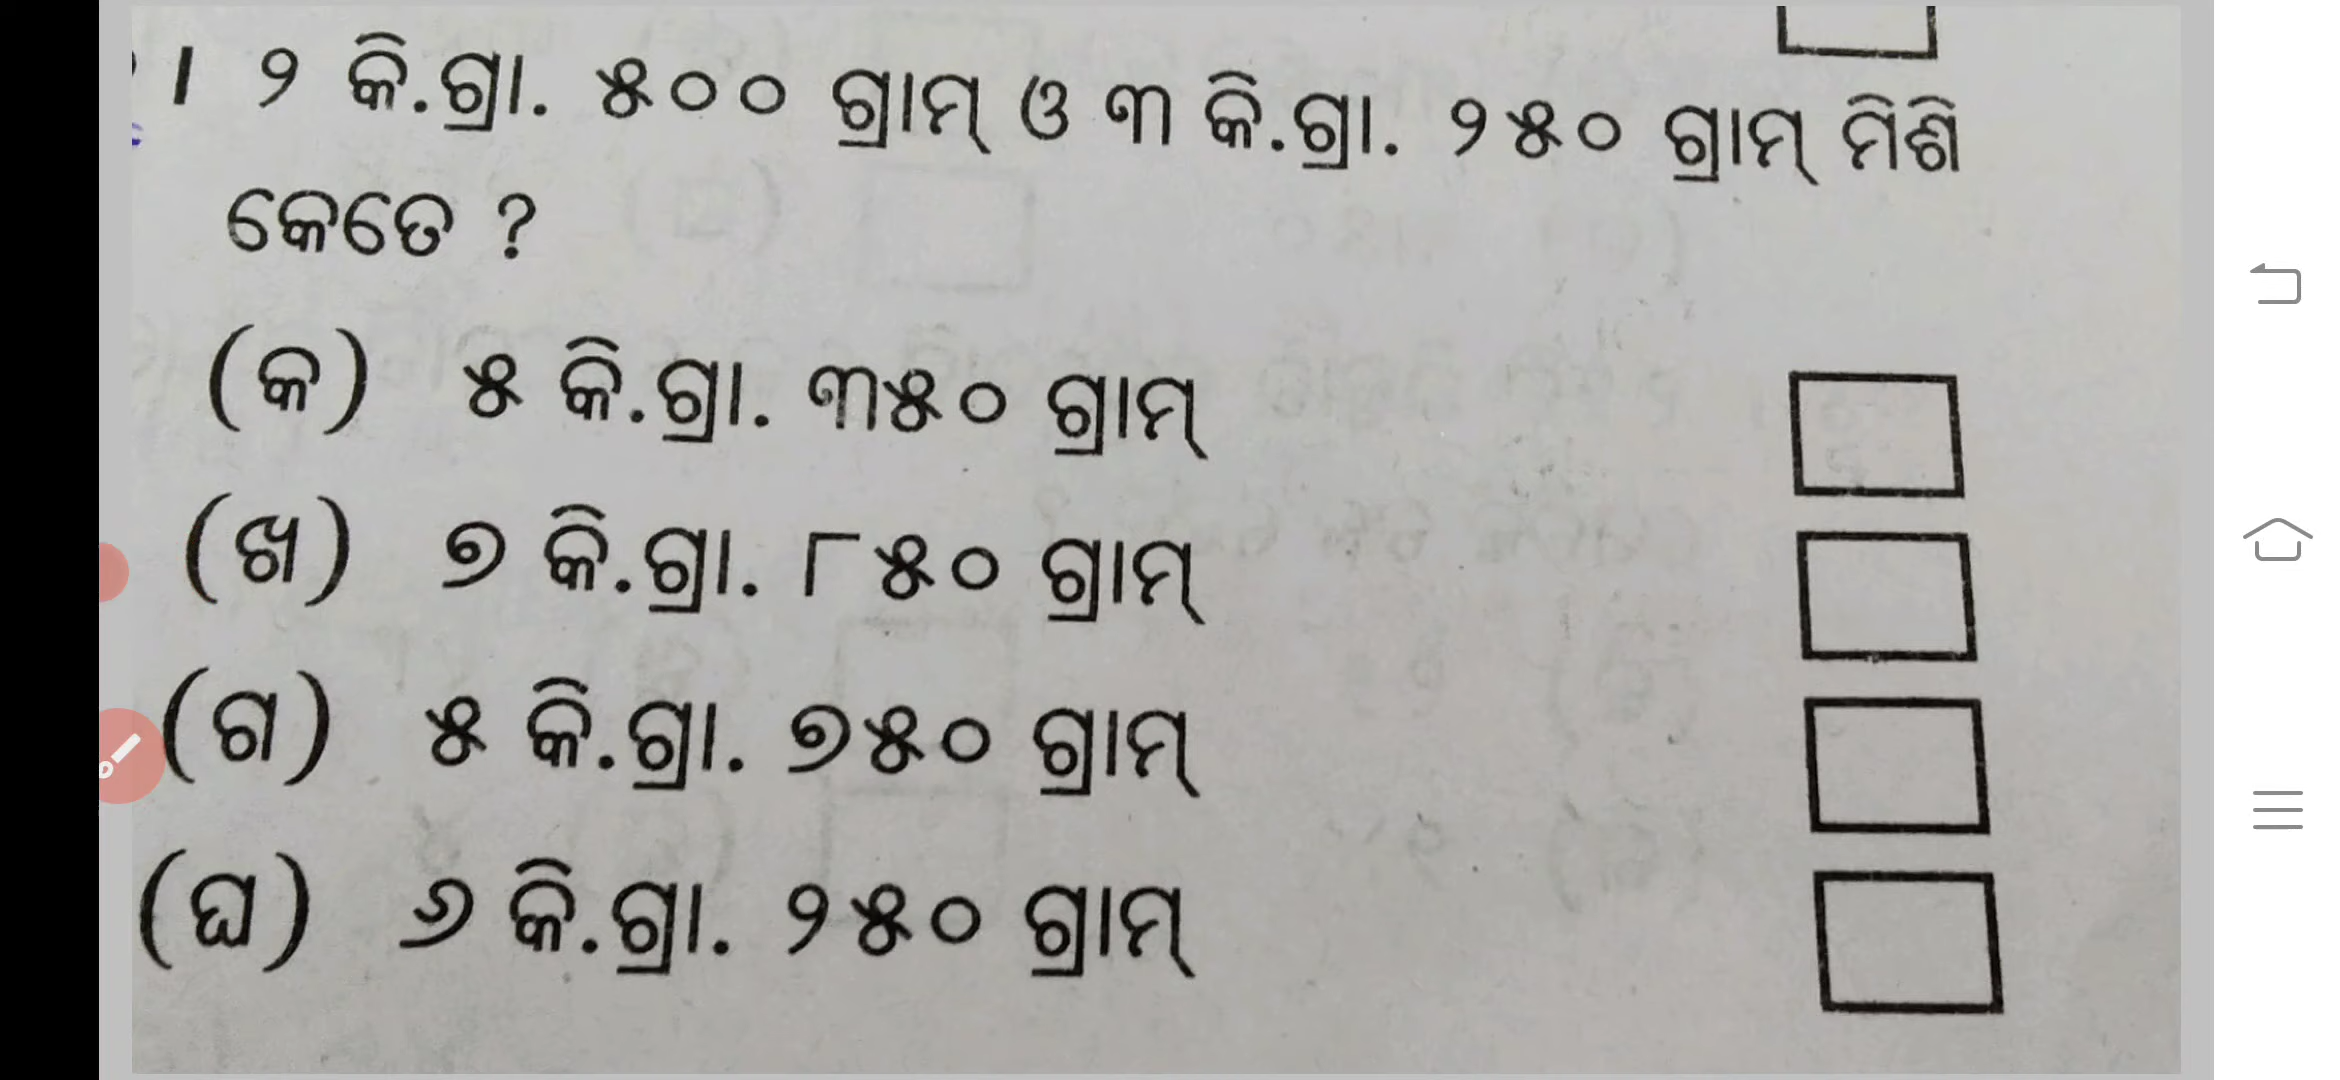 । ୨ କି.ଗ୍ରା. ୫୦୦ ଗ୍ରାମ୍ ଓ ୩ କି.ଗ୍ରା. ୨୫୦ ଗ୍ରାମ୍ ମିଶି
କେତେ ?
(କ) ୫ କି.ଗ୍ରା. ୩୫୦ ଗ୍ରାମ୍
(ଖ) ୭ କି.ଗ୍ରା. ୮୫୦ ଗ୍ରାମ୍
(ଗ) ୫ କି.ଗ୍ରା. ୭୫୦ ଗ୍ରାମ୍
(ଘ) ୬ କି.ଗ୍ରା. ୨୫୦ ଗ୍ରାମ୍